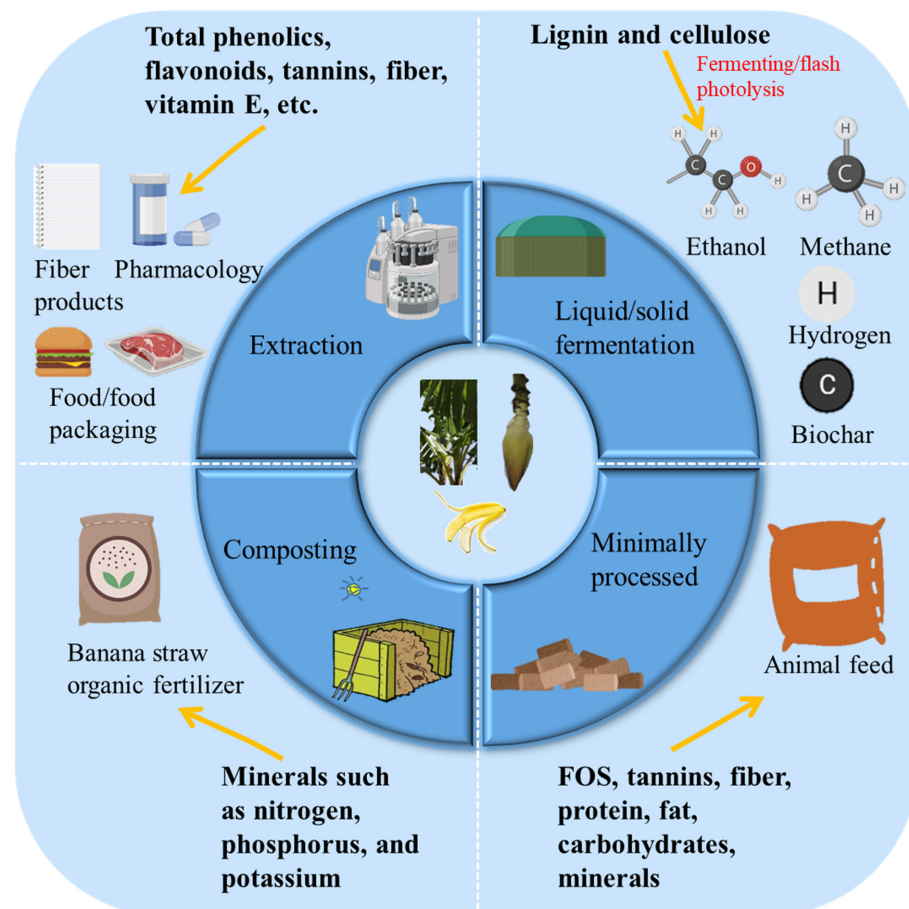 Total phenolics,
flavonoids, tannins, fiber,
vitamin E, etc.
Fiber
products
Pharmacology
Food/food
packaging
Extraction
Lignin and cellulose
Fermenting/flash
photolysis
H
H
C
C
O
H
H
H
Ethanol
H
C
H
H
H
Methane
H
Hydrogen
C
Biochar
Liquid/solid
fermentation
Composting
Banana straw
organic fertilizer
Minerals such
as nitrogen,
phosphorus, and
potassium
Minimally
processed
Animal feed
FOS, tannins, fiber,
protein, fat,
carbohydrates,
minerals